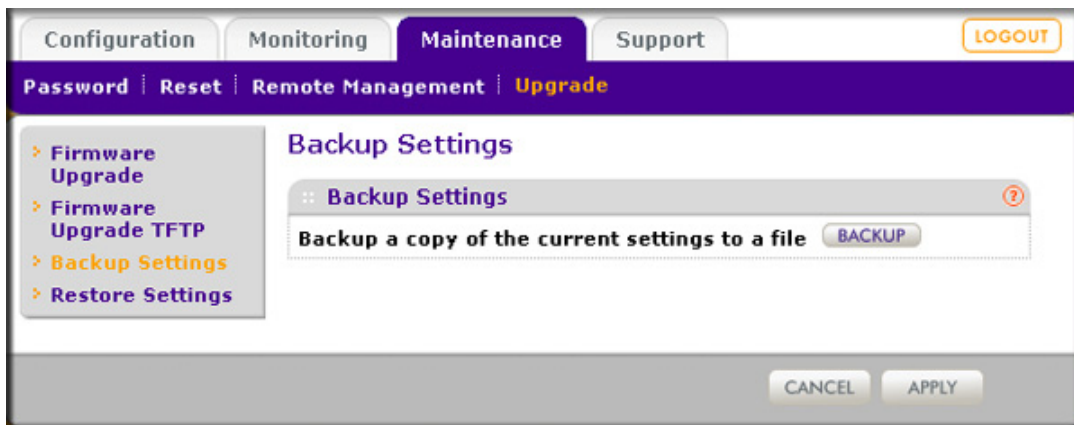 Configuration Monitoring Maintenance Support LOGOUT
Password Reset Remote Management Upgrade
Firmware
Upgrade
Firmware
Upgrade TFTP
Backup Settings
Restore Settings
Backup Settings
Backup Settings ?
Backup a copy of the current settings to a file BACKUP
CANCEL APPLY